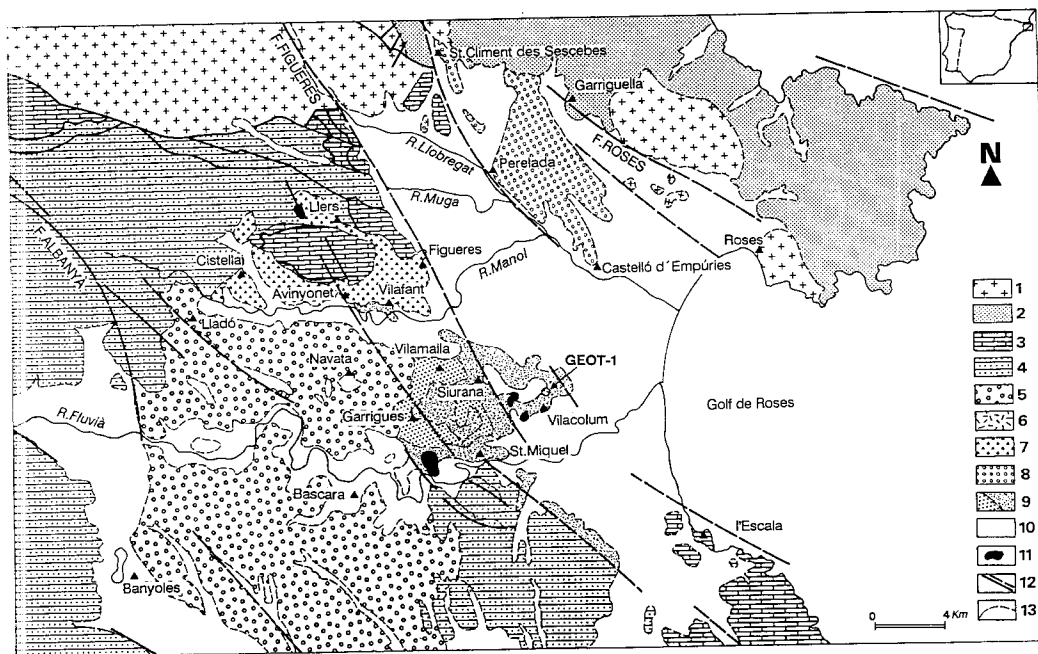 F. FIGUERES
St. Climent des Sescebes
Garriguella
F. ROSES
N
R. Llobregat
Perelada
R. Muga
Llers
Roses
F. ALBANYÀ
Figueres
R. Manol
Cistella
Castelló d´Empúries
Avinyonet
Vilafant
Lladó
Vilamalla
Navata
GEOT-1
Siurana
Golf de Roses
Garrigues
Vilacolum
R. Fluvià
St. Miquel
Bascara
l'Escala
Banyoles
1
2
3
4
5
6
7
8
9
10
11
12
13
0 4 Km